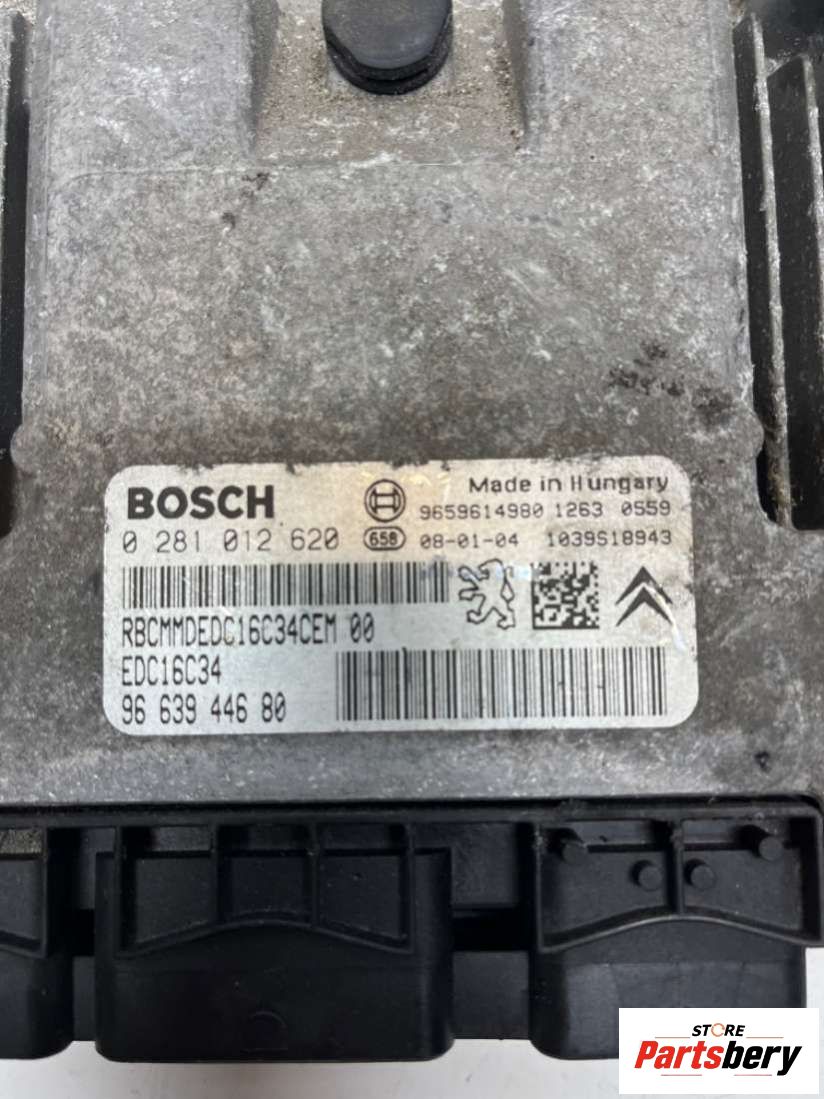 BOSCH
Made in Hungary
9659614980 1263 0559
0 281 012 620 658 08-01-04 1039S18943
RBCMMDEDC16C34CEM 00
EDC16C34
96 639 446 80
STORE
Partsbery